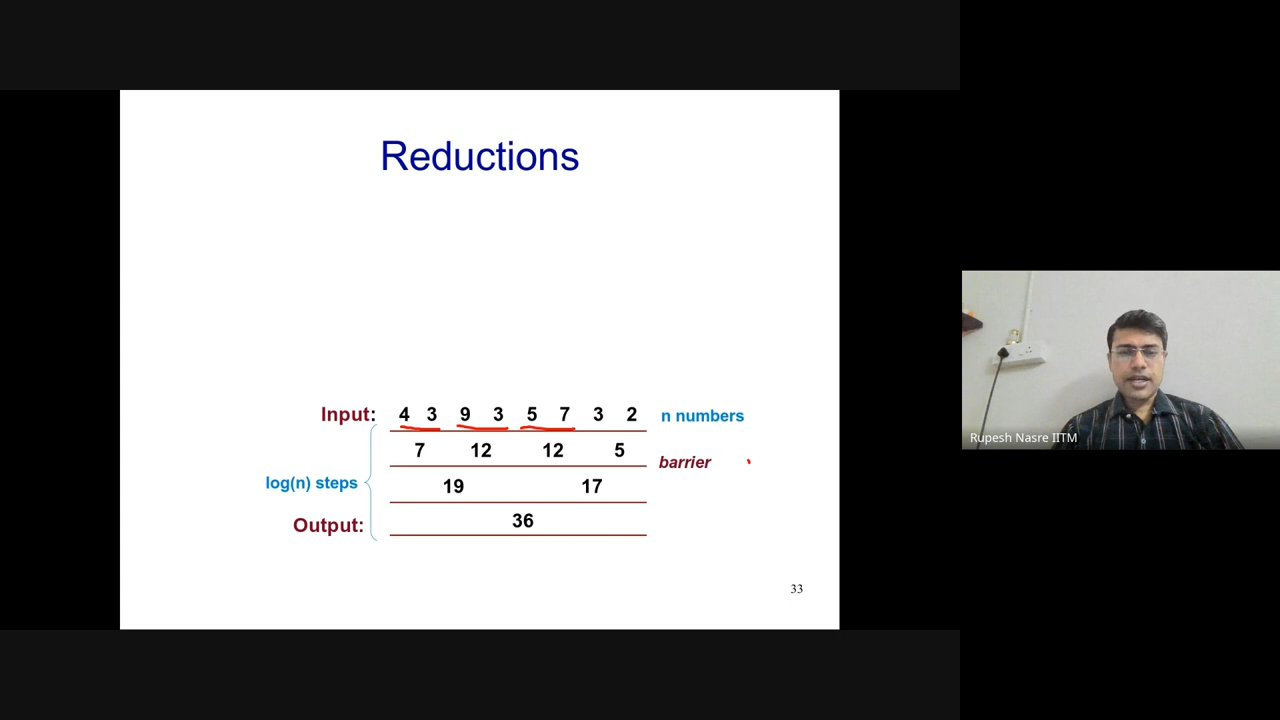 Reductions
Input: 4 3 9 3 5 7 3 2 n numbers
7 12 12 5
barrier
log(n) steps 19 17
Output: 36
33
Rupesh Nasre IITM